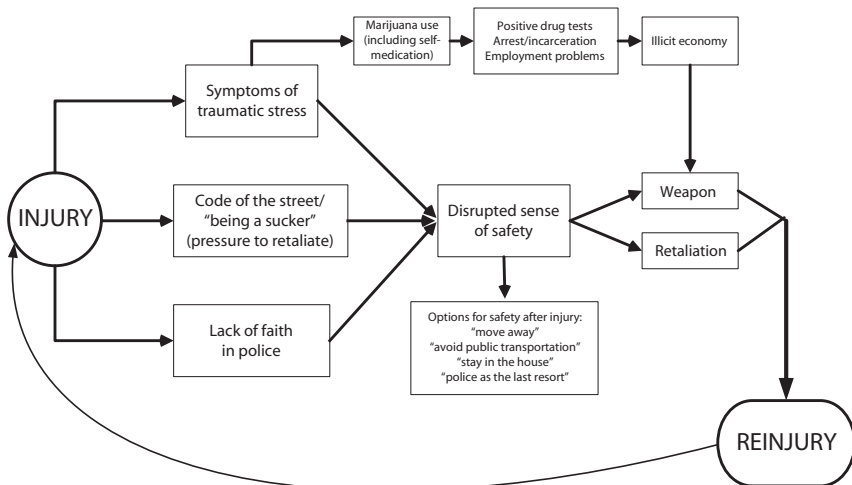 Marijuana use
(including self-
medication)
Positive drug tests
Arrest/incarceration
Employment problems
Illicit economy
Symptoms of
traumatic stress
INJURY
Code of the street/
“being a sucker”
(pressure to retaliate)
Disrupted sense
of safety
Weapon
Retaliation
Lack of faith
in police
Options for safety after injury:
“move away”
“avoid public transportation”
“stay in the house”
“police as the last resort”
REINJURY